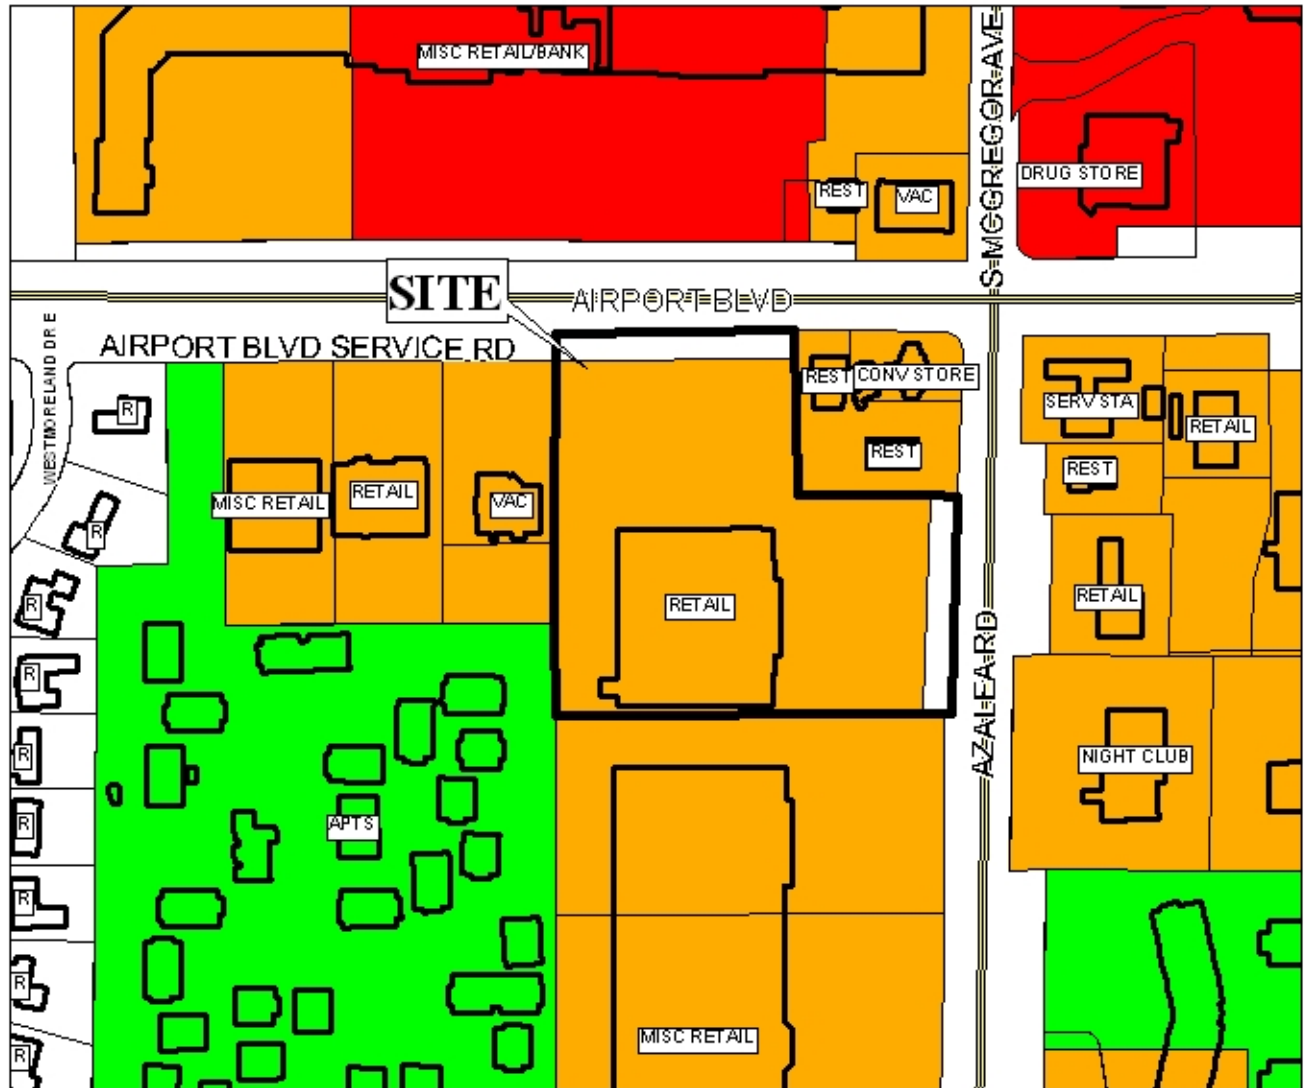 MISC RETAIL/BANK
S MCGREGOR AVE
DRUG STORE
REST
VAC
SITE
AIRPORT BLVD
AIRPORT BLVD SERVICE RD
WESTMORELAND DR E
R
REST
CONV STORE
SERV STA
RETAIL
REST
REST
MISC RETAIL
RETAIL
VAC
R
RETAIL
RETAIL
R
AZALEA RD
R
NIGHT CLUB
R
APTS
R
R
R
MISC RETAIL
R